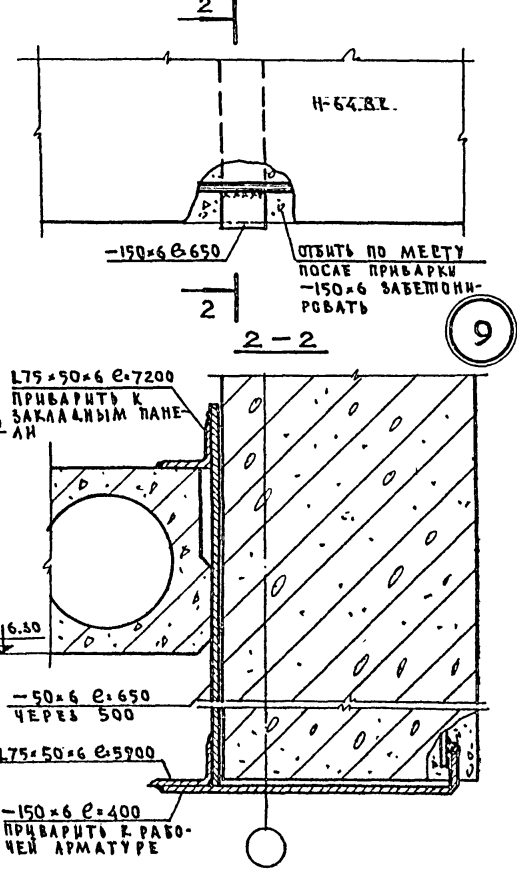 2
Н-64.В.К.
-150×6 ℓ=650
ОТБИТЬ ПО МЕСТУ
ПОСЛЕ ПРИВАРКИ
-150×6 ЗАБЕТОНИ-
РОВАТЬ
2
2-2
9
L75×50×6 ℓ=7200
ПРИВАРИТЬ К
ЗАКЛАДНЫМ ПАНЕ-
ЛИ
6.30
-50×6 ℓ=650
ЧЕРЕЗ 500
L75×50×6 ℓ=5900
-150×6 ℓ=400
ПРИВАРИТЬ К РАБО-
ЧЕЙ АРМАТУРЕ